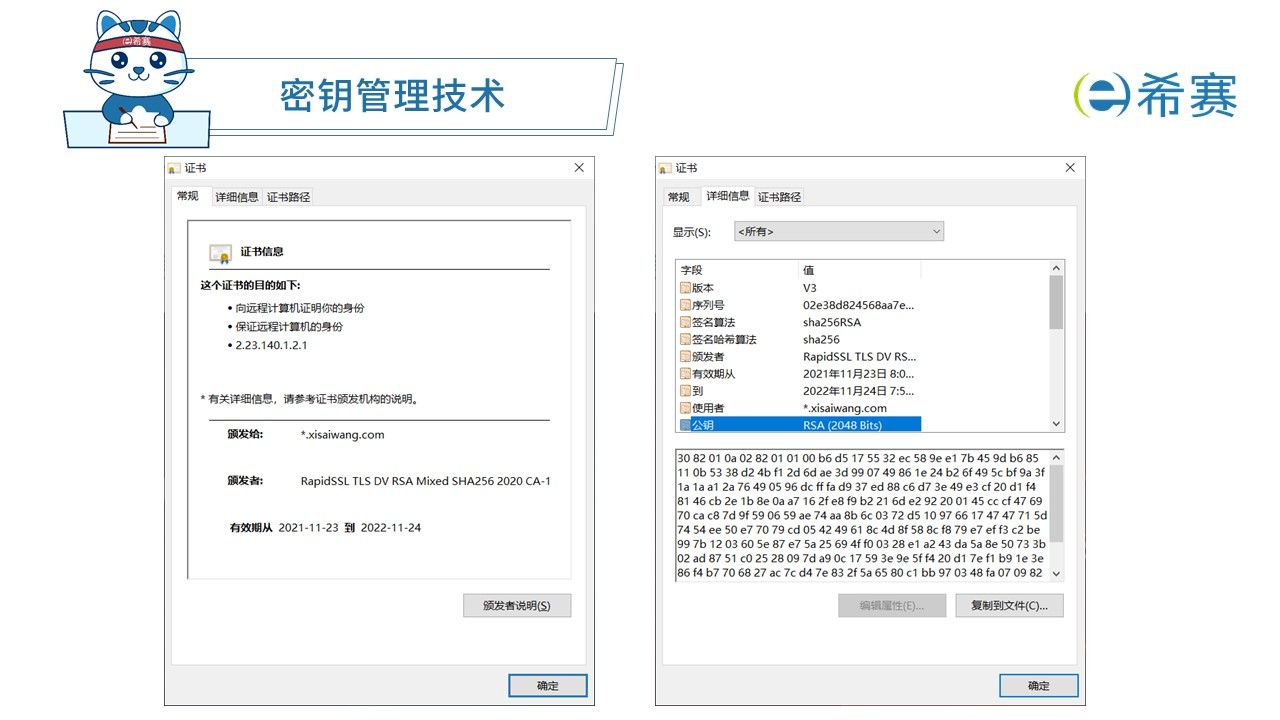 希赛
密钥管理技术
希赛
证书
常规 详细信息 证书路径
证书信息
这个证书的目的如下:
• 向远程计算机证明你的身份
• 保证远程计算机的身份
• 2.23.140.1.2.1
* 有关详细信息，请参考证书颁发机构的说明。
颁发给: *.xisaiwang.com
颁发者: RapidSSL TLS DV RSA Mixed SHA256 2020 CA-1
有效期从 2021-11-23 到 2022-11-24
颁发者说明(S)
确定
证书
常规 详细信息 证书路径
显示(S): <所有>
字段 值
版本 V3
序列号 02e38d824568aa7e...
签名算法 sha256RSA
签名哈希算法 sha256
颁发者 RapidSSL TLS DV RS...
有效期从 2021年11月23日 8:0...
到 2022年11月24日 7:5...
使用者 *.xisaiwang.com
公钥 RSA (2048 Bits)
30 82 01 0a 02 82 01 01 00 b6 d5 17 55 32 ec 58 9e e1 7b 45 9d b6 85
11 0b 53 38 d2 4b f1 2d 6d ae 3d 99 07 49 86 1e 24 b2 6f 49 5c bf 9a 3f
1a 1a a1 2a 76 49 05 96 dc ff fa d9 37 ed 88 c6 d7 3e 49 e3 cf 20 d1 f4
81 46 cb 2e 1b 8e 0a a7 16 2f e8 f9 b2 21 6d e2 92 20 01 45 cc cf 47 69
70 ca c8 7d 9f 59 06 59 ae 74 aa 8b 6c 03 72 d5 10 97 66 17 47 47 71 5d
74 54 ee 50 e7 70 79 cd 05 42 49 61 8c 4d 8f 58 8c f8 79 e7 ef f3 c2 be
99 7b 12 03 60 5e 87 e7 5a 25 69 4f f0 03 28 e1 a2 43 da 5a 8e 50 73 3b
02 ad 87 51 c0 25 28 09 7d a9 0c 17 59 3e 9e 5f f4 20 d1 7e f1 b9 1e 3e
86 f4 b7 70 68 27 ac 7c d4 7e 83 2f 5a 65 80 c1 bb 97 03 48 fa 07 09 82
编辑属性(E)... 复制到文件(C)...
确定